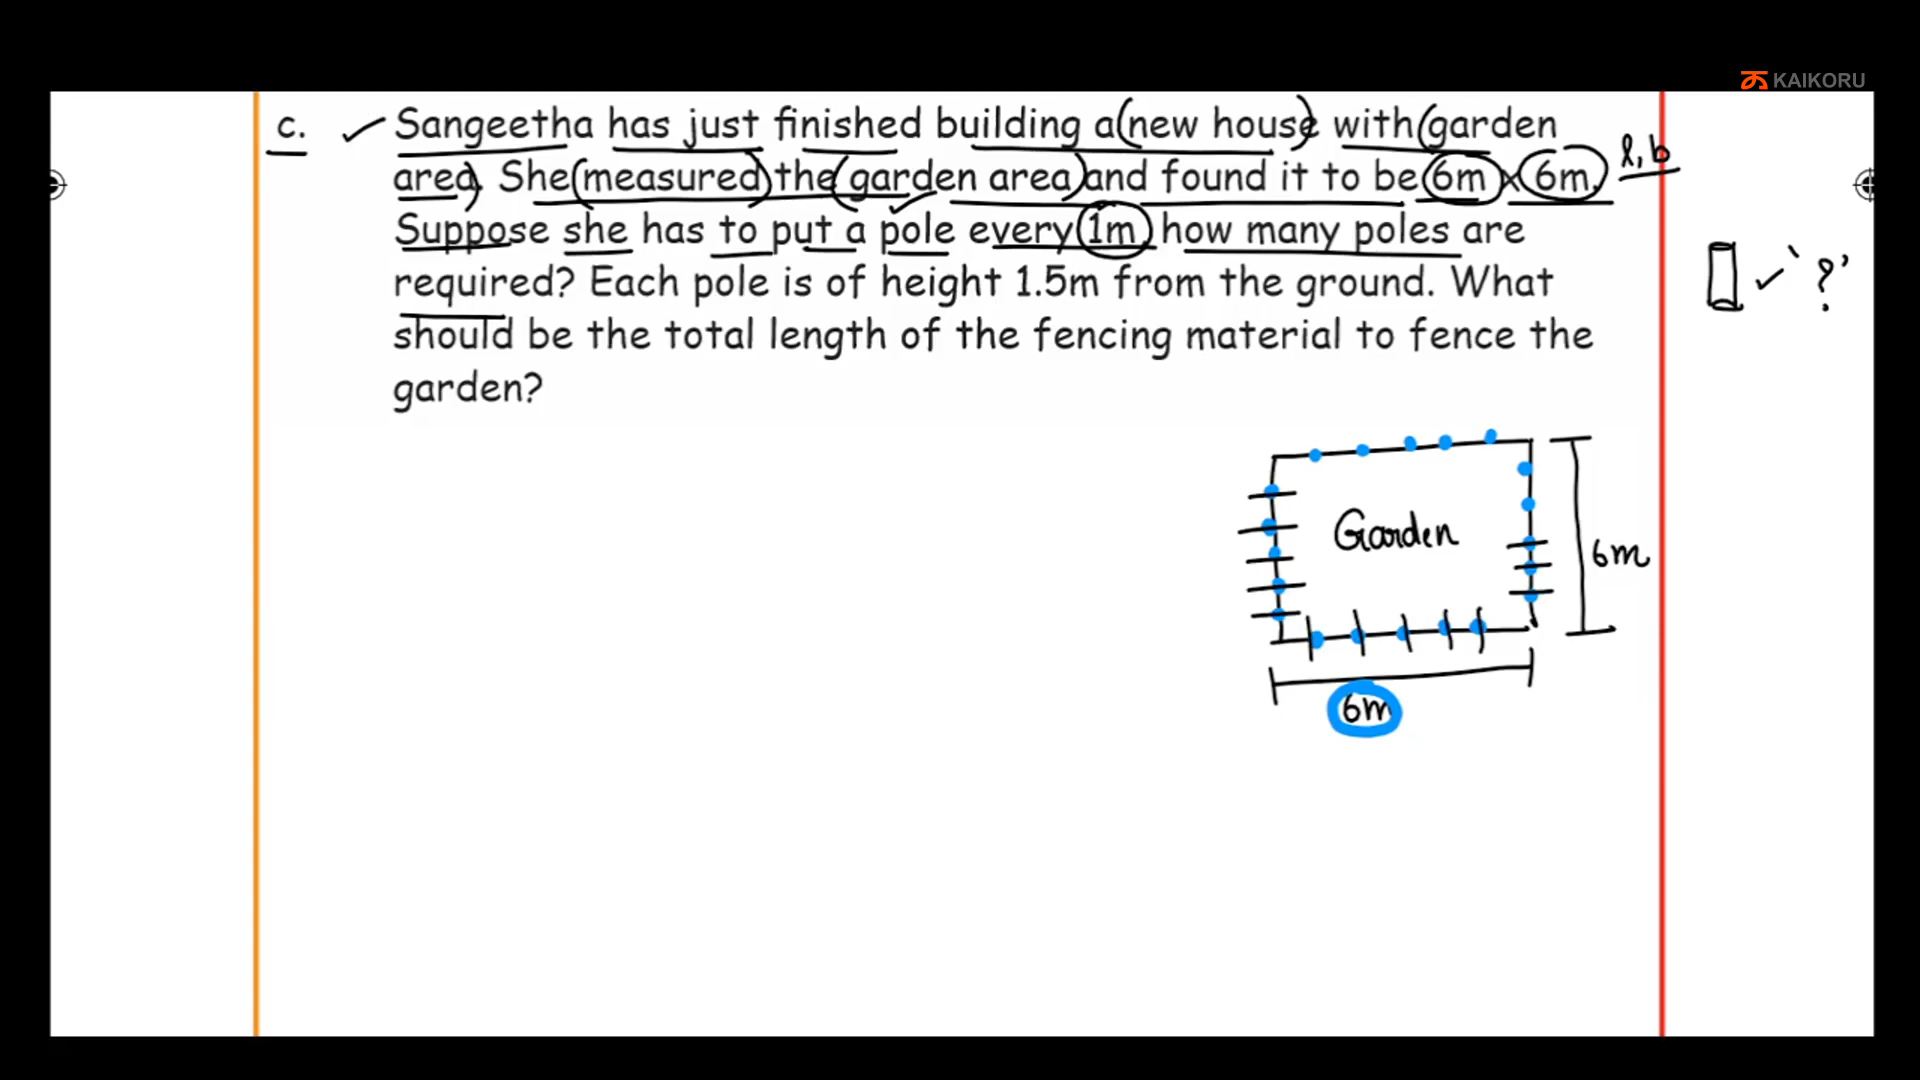 KAIKORU
c. Sangeetha has just finished building a new house with garden
area. She measured the garden area and found it to be 6m x 6m.
l, b
Suppose she has to put a pole every 1m, how many poles are
required? Each pole is of height 1.5m from the ground. What
'?'
should be the total length of the fencing material to fence the
garden?
Garden
6m
6m